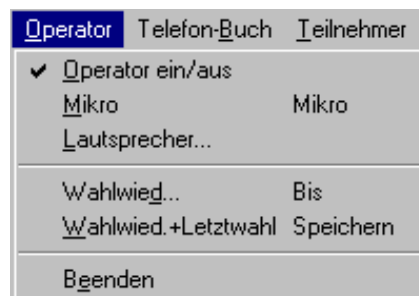 Operator Telefon-Buch Teilnehmer
Operator ein/aus
Mikro Mikro
Lautsprecher...
Wahlwied... Bis
Wahlwied.+Letztwahl Speichern
Beenden